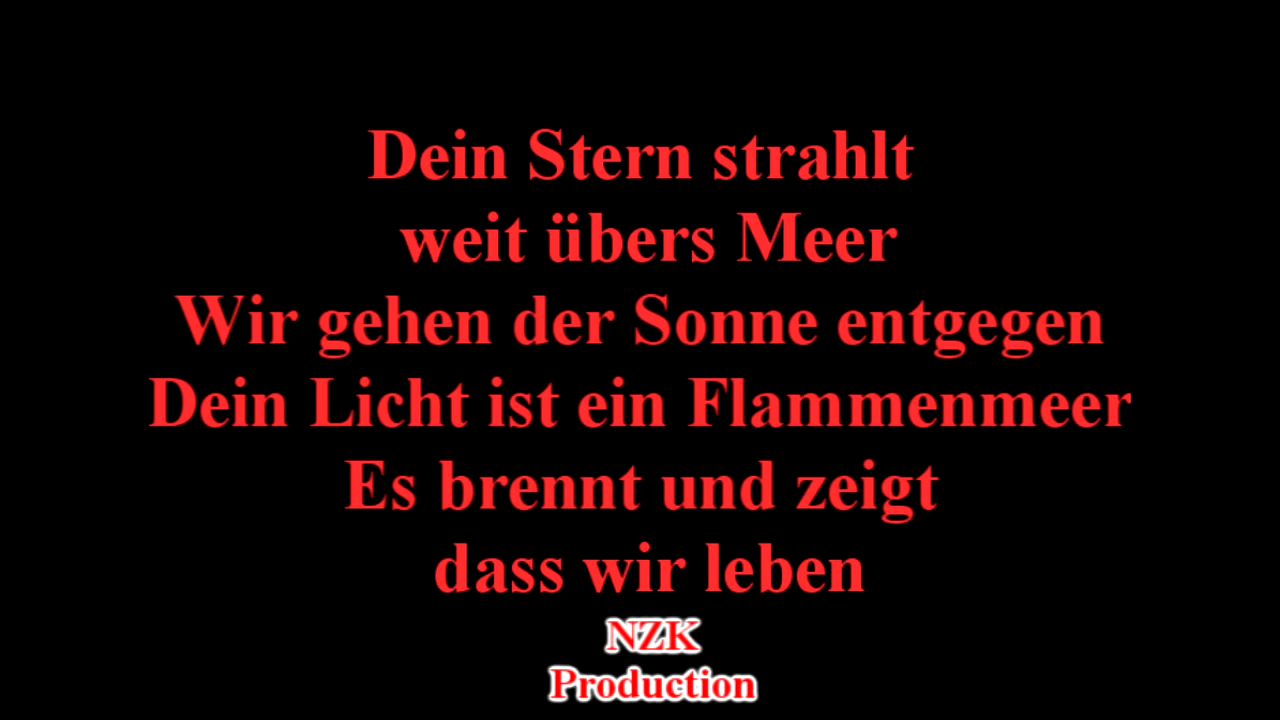 Dein Stern strahlt
weit übers Meer
Wir gehen der Sonne entgegen
Dein Licht ist ein Flammenmeer
Es brennt und zeigt
dass wir leben
NZK
Production